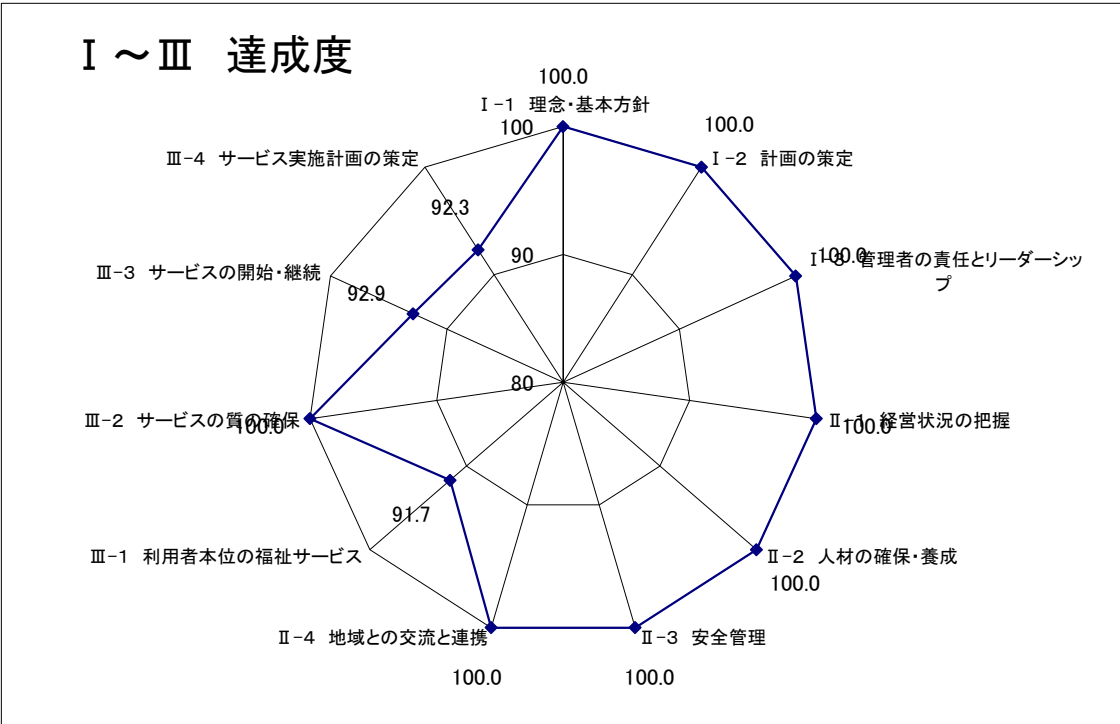 Ⅰ～Ⅲ 達成度
100.0
Ⅰ-1 理念・基本方針
100
100.0
Ⅰ-2 計画の策定
Ⅲ-4 サービス実施計画の策定
92.3
90
100.0
Ⅰ-3 管理者の責任とリーダーシッ
プ
Ⅲ-3 サービスの開始・継続
92.9
80
Ⅲ-2 サービスの質の確保
100.0
Ⅱ-1 経営状況の把握
100.0
91.7
Ⅲ-1 利用者本位の福祉サービス
Ⅱ-2 人材の確保・養成
100.0
Ⅱ-4 地域との交流と連携
Ⅱ-3 安全管理
100.0
100.0